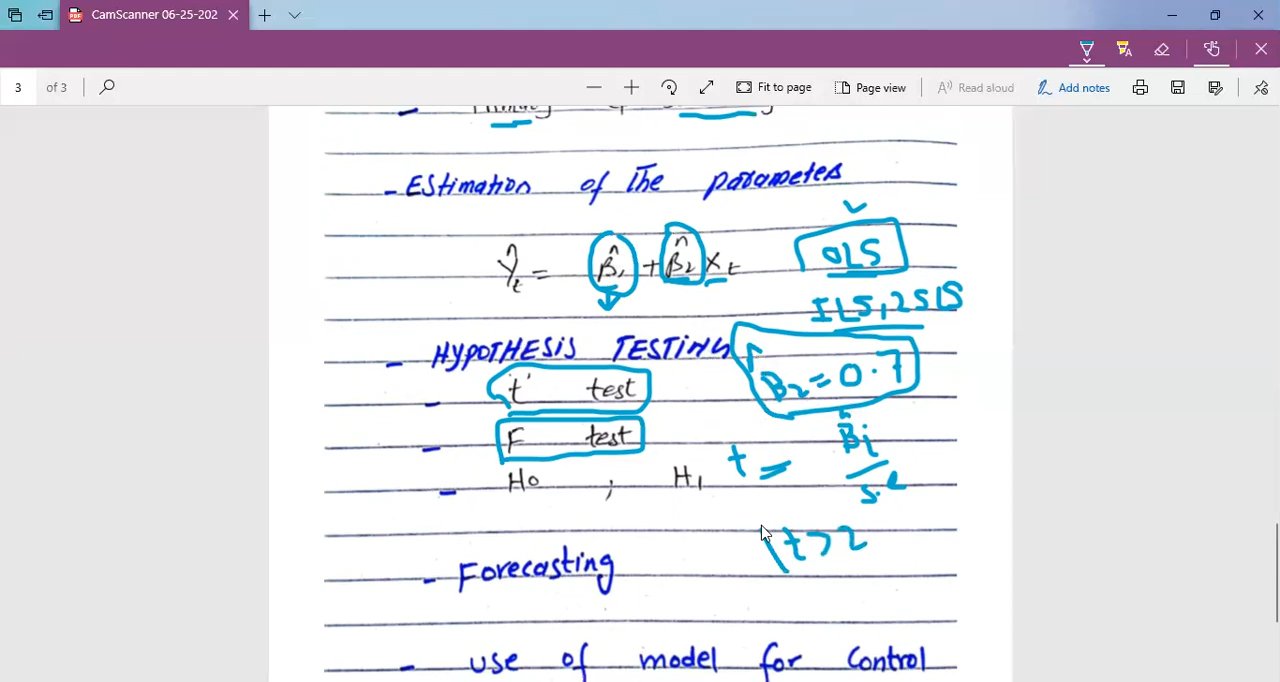 CamScanner 06-25-202
3 of 3
Fit to page
Page view
Read aloud
Add notes
- Estimation of The parameters
Ŷt = β̂1 + β̂2 Xt
OLS
ILS, 2SLS
- HYPOTHESIS TESTING
β̂2 = 0.7
- t' test
- F test
- H0 ; H1
t = β̂i / s.e
|t > 2
- Forecasting
- use of model for Control